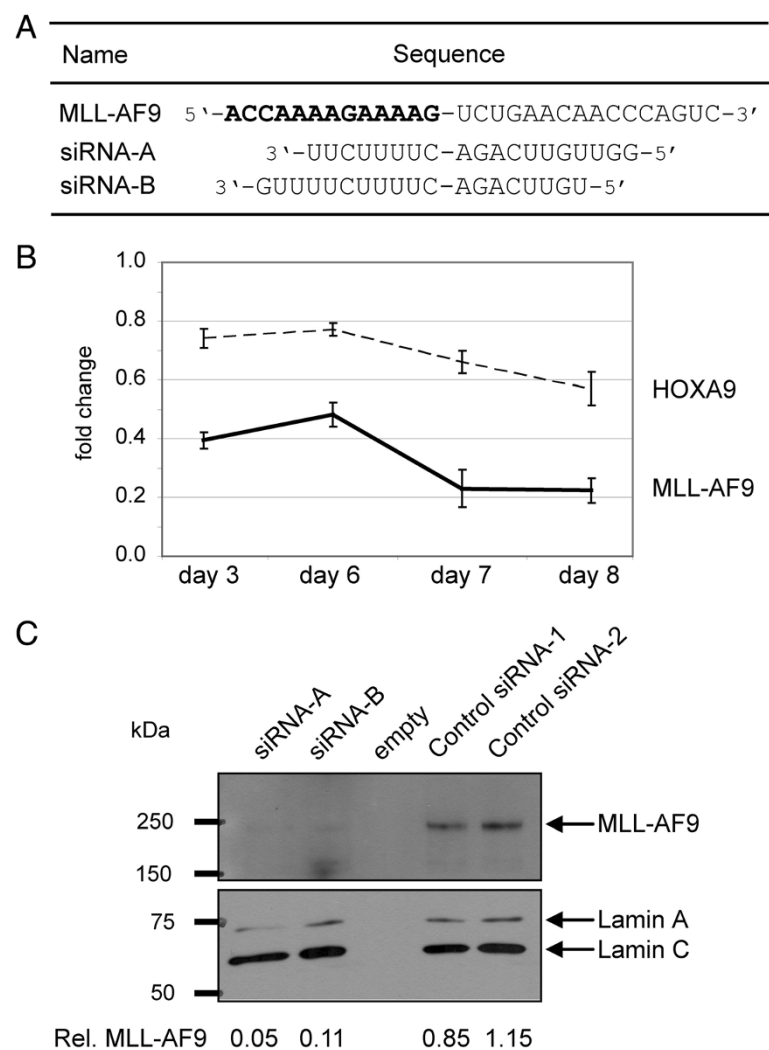 A
Name Sequence
MLL-AF9 5'-ACCAAAAGAAAAG-UCUGAACAACCCAGUC-3'
siRNA-A 3'-UUCUUUUC-AGACUUGUUGG-5'
siRNA-B 3'-GUUUUCUUUUC-AGACUUGU-5'
B
1.0
0.8
0.6
0.4
0.2
0.0
fold change
day 3 day 6 day 7 day 8
HOXA9
MLL-AF9
C
kDa
siRNA-A siRNA-B empty Control siRNA-1 Control siRNA-2
250
MLL-AF9
150
75
Lamin A
Lamin C
50
Rel. MLL-AF9 0.05 0.11 0.85 1.15